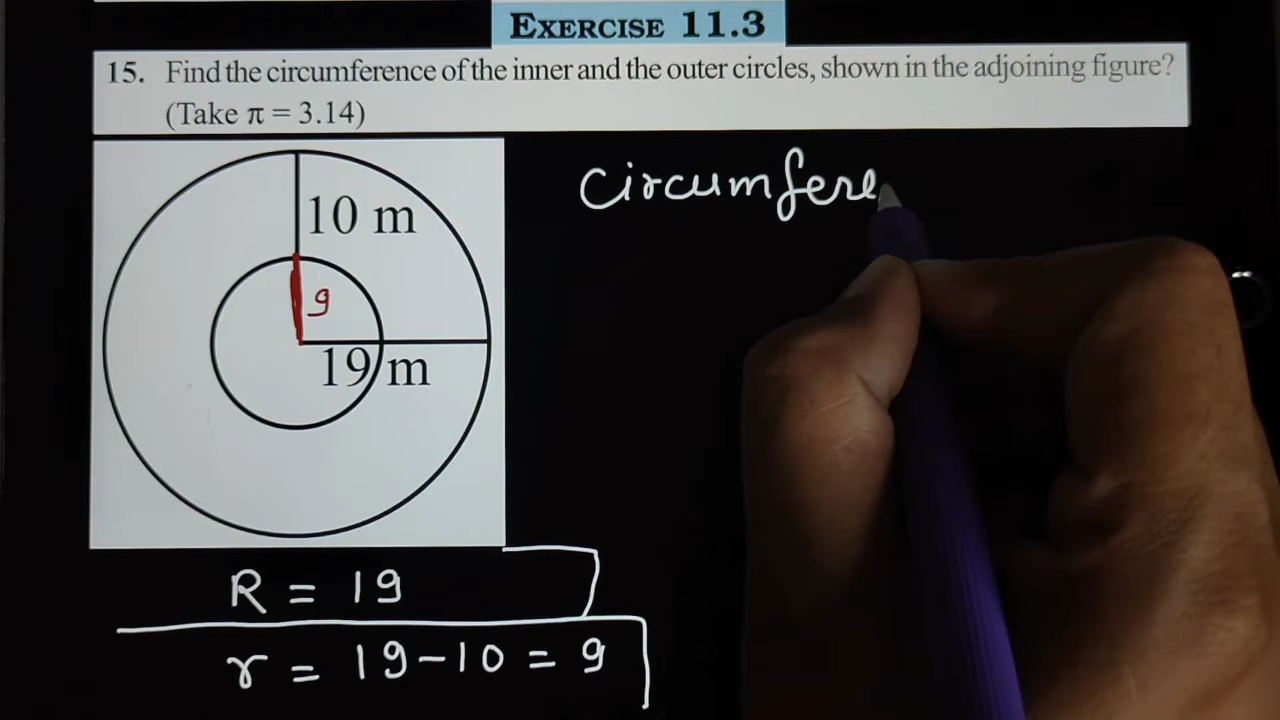 EXERCISE 11.3
15. Find the circumference of the inner and the outer circles, shown in the adjoining figure?
(Take π = 3.14)
Circumfere
10 m
9
19 m
R = 19
r = 19-10 = 9